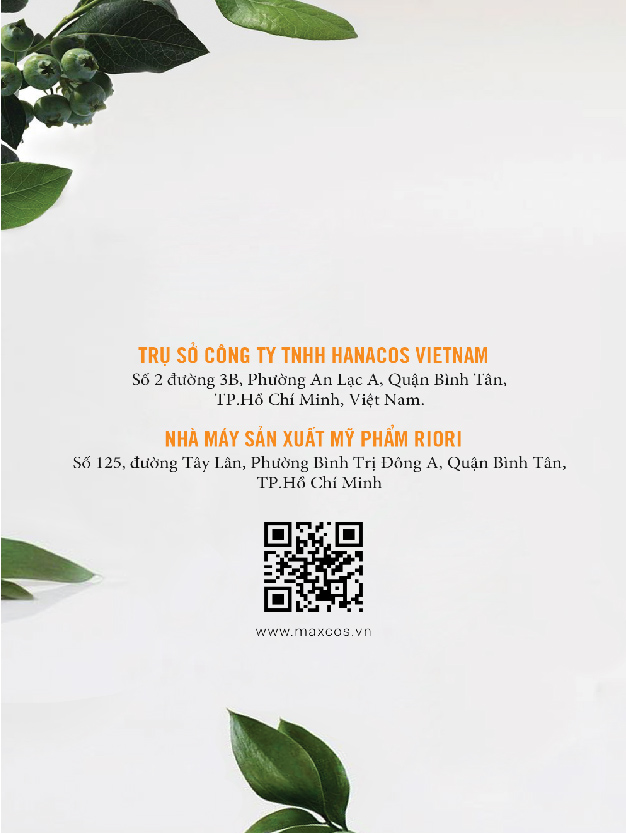 TRỤ SỞ CÔNG TY TNHH HANACOS VIETNAM
Số 2 đường 3B, Phường An Lạc A, Quận Bình Tân,
TP.Hồ Chí Minh, Việt Nam.
NHÀ MÁY SẢN XUẤT MỸ PHẨM RIORI
Số 125, đường Tây Lân, Phường Bình Trị Đông A, Quận Bình Tân,
TP.Hồ Chí Minh
www.maxcos.vn